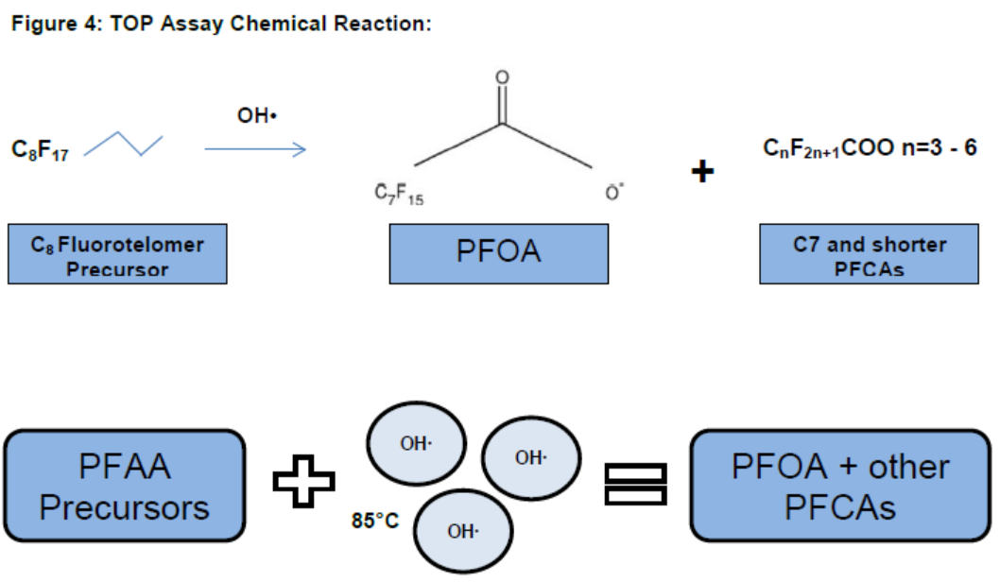 Figure 4: TOP Assay Chemical Reaction:
O
OH•
C₈F₁₇
CₙF₂ₙ₊₁COO n=3 - 6
+
C₇F₁₅
O⁻
C₈ Fluorotelomer
Precursor
PFOA
C7 and shorter
PFCAs
PFAA
Precursors
OH·
OH·
85°C
OH·
PFOA + other
PFCAs